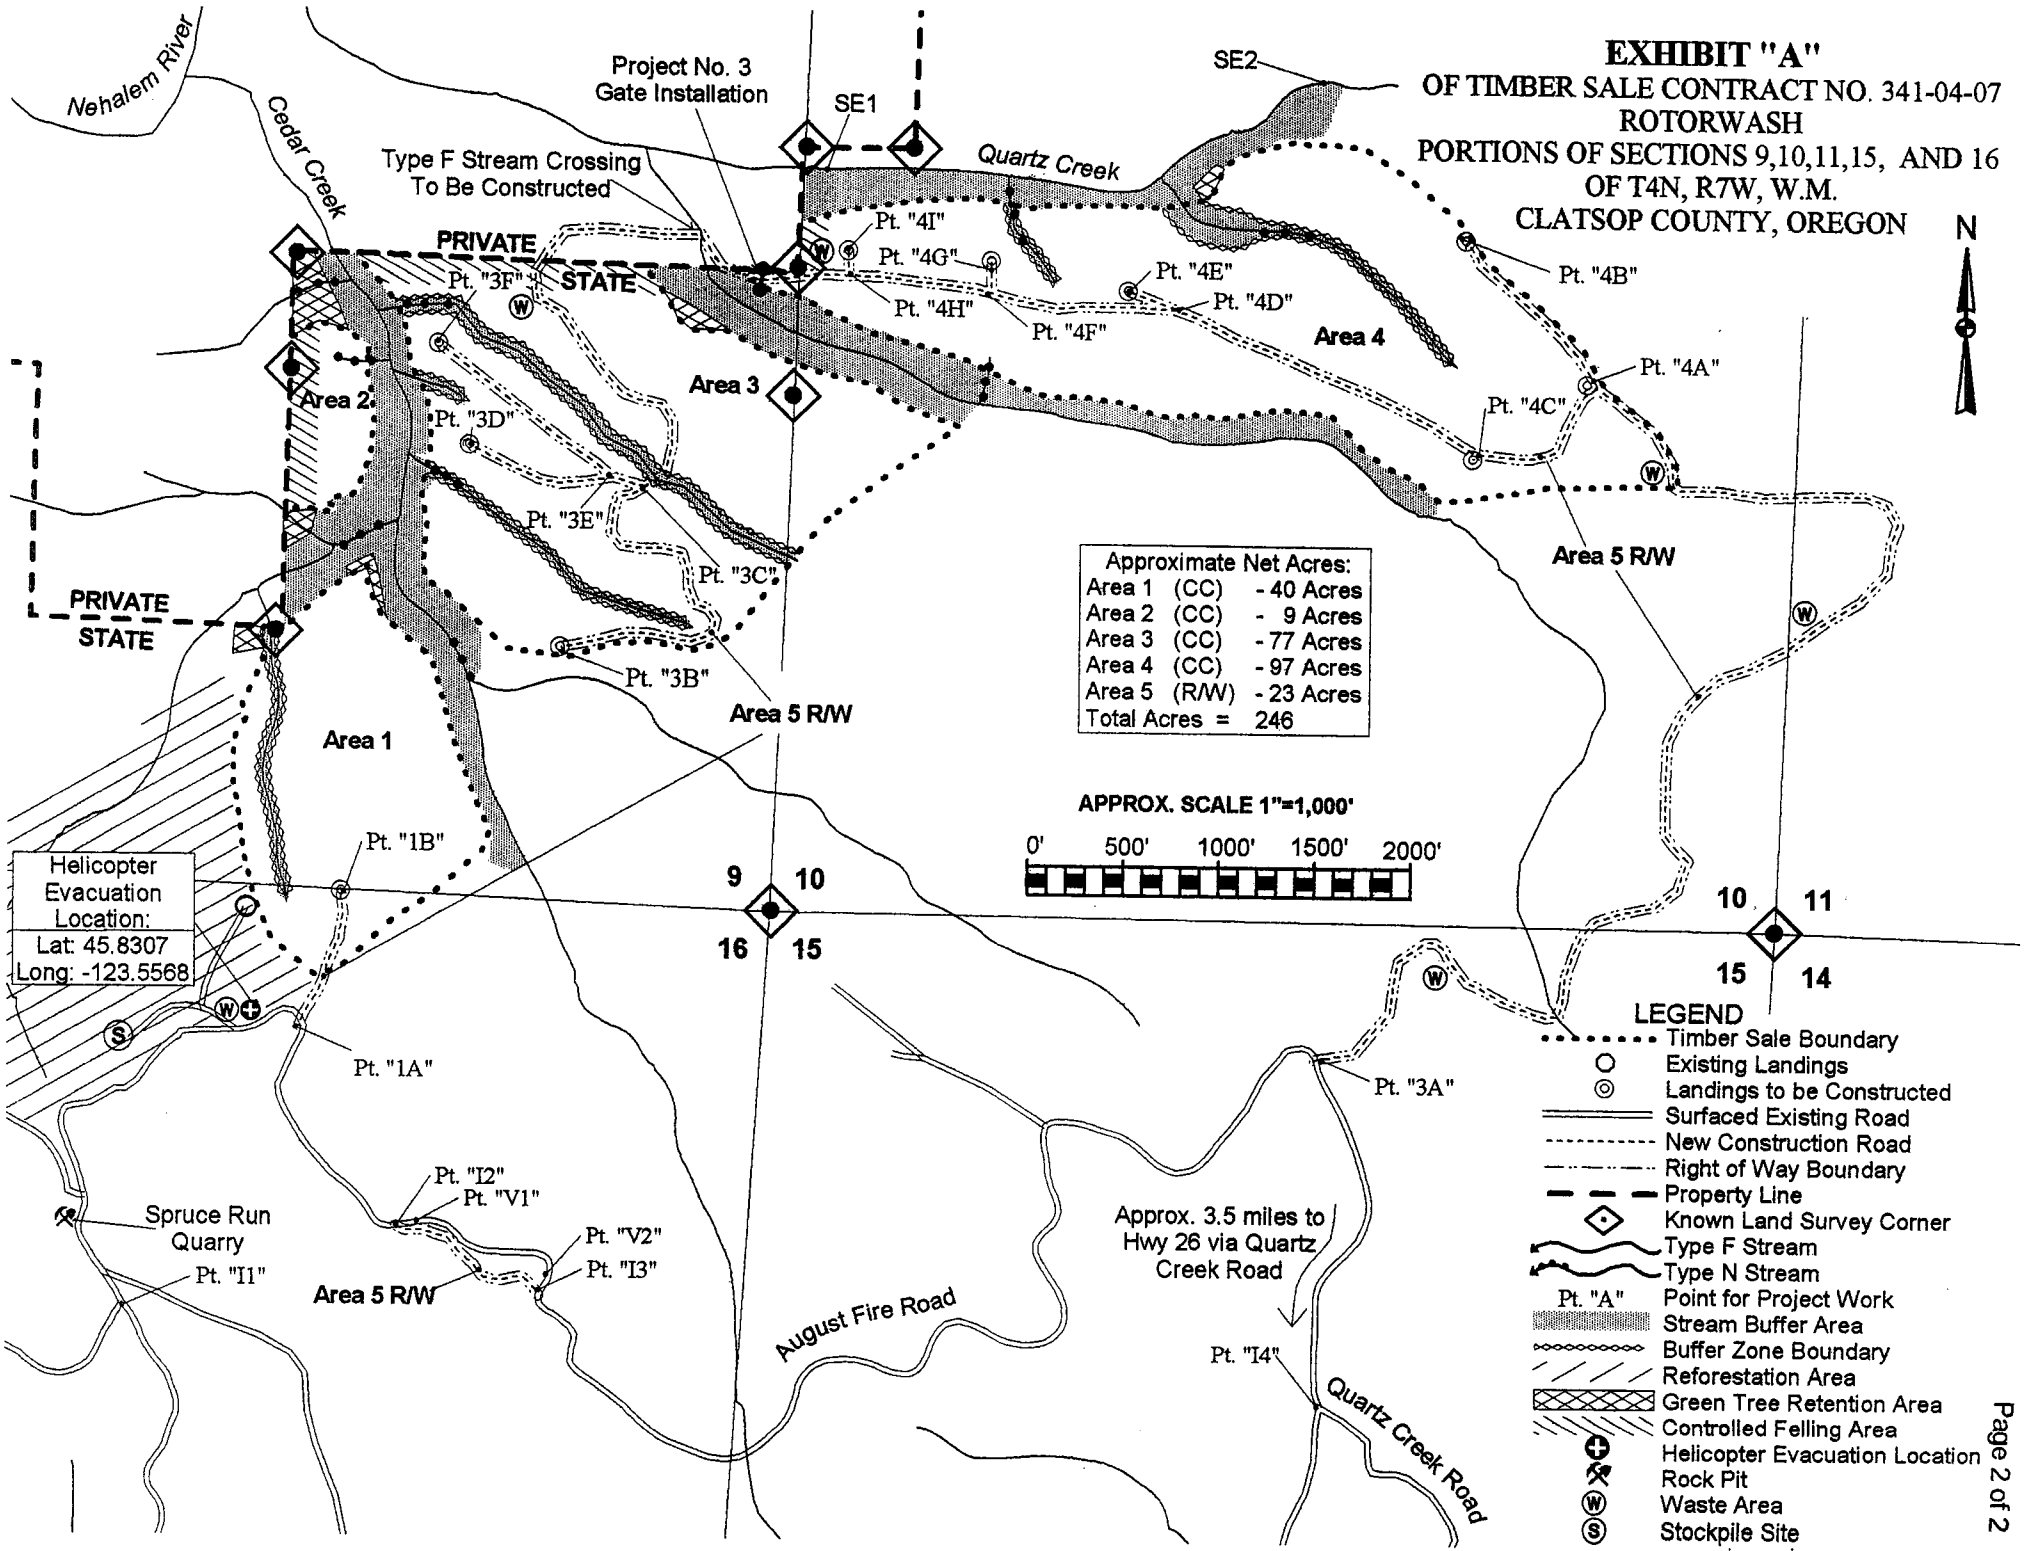 EXHIBIT "A"
OF TIMBER SALE CONTRACT NO. 341-04-07
ROTORWASH
PORTIONS OF SECTIONS 9,10,11,15, AND 16
OF T4N, R7W, W.M.
CLATSOP COUNTY, OREGON
N
Nehalem River
Cedar Creek
Project No. 3
Gate Installation
SE1
SE2
Type F Stream Crossing
To Be Constructed
Quartz Creek
PRIVATE
STATE
Pt. "4I"
Pt. "4G"
Pt. "4E"
Pt. "4B"
Pt. "3F"
W
W
Pt. "4H"
Pt. "4F"
Pt. "4D"
Area 4
Pt. "4A"
Area 3
Area 2
Pt. "3D"
Pt. "4C"
W
Pt. "3E"
Pt. "3C"
Area 5 R/W
W
PRIVATE
STATE
Approximate Net Acres:
Area 1 (CC) - 40 Acres
Area 2 (CC) - 9 Acres
Area 3 (CC) - 77 Acres
Area 4 (CC) - 97 Acres
Area 5 (R/W) - 23 Acres
Total Acres = 246
Pt. "3B"
Area 5 R/W
Area 1
APPROX. SCALE 1"=1,000'
0' 500' 1000' 1500' 2000'
Pt. "1B"
Helicopter
Evacuation
Location:
Lat: 45.8307
Long: -123.5568
9 10
16 15
10 11
15 14
W
W
S
Pt. "1A"
Pt. "3A"
Pt. "I2"
Pt. "V1"
Pt. "V2"
Pt. "I3"
Spruce Run
Quarry
Pt. "I1"
Area 5 R/W
August Fire Road
Approx. 3.5 miles to
Hwy 26 via Quartz
Creek Road
Pt. "I4"
Quartz Creek Road
LEGEND
Timber Sale Boundary
Existing Landings
Landings to be Constructed
Surfaced Existing Road
New Construction Road
Right of Way Boundary
Property Line
Known Land Survey Corner
Type F Stream
Type N Stream
Pt. "A" Point for Project Work
Stream Buffer Area
Buffer Zone Boundary
Reforestation Area
Green Tree Retention Area
Controlled Felling Area
Helicopter Evacuation Location
Rock Pit
W Waste Area
S Stockpile Site
Page 2 of 2